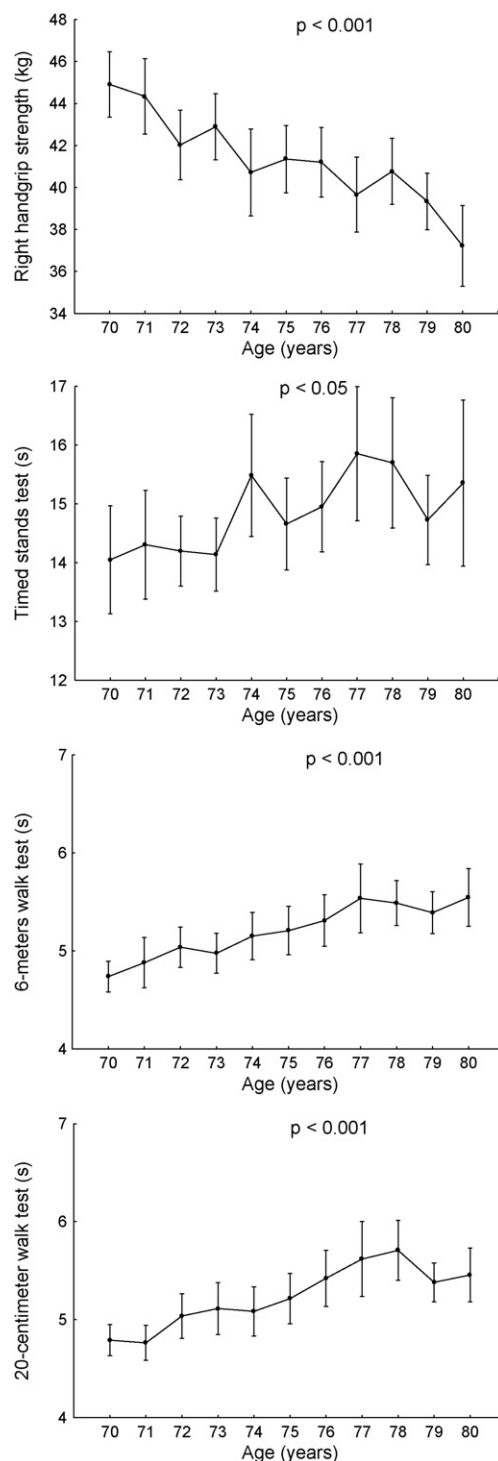 p < 0.001
Right handgrip strength (kg)
48
46
44
42
40
38
36
34
70 71 72 73 74 75 76 77 78 79 80
Age (years)
p < 0.05
Timed stands test (s)
17
16
15
14
13
12
70 71 72 73 74 75 76 77 78 79 80
Age (years)
p < 0.001
6-meters walk test (s)
7
6
5
4
70 71 72 73 74 75 76 77 78 79 80
Age (years)
p < 0.001
20-centimeter walk test (s)
7
6
5
4
70 71 72 73 74 75 76 77 78 79 80
Age (years)